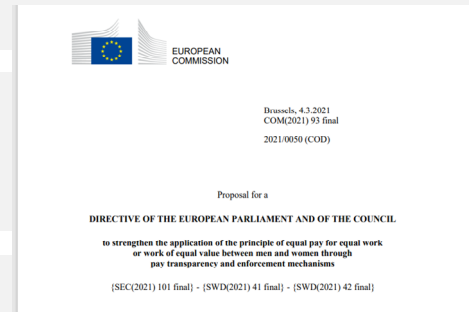 EUROPEAN
COMMISSION
Brussels, 4.3.2021
COM(2021) 93 final
2021/0050 (COD)
Proposal for a
DIRECTIVE OF THE EUROPEAN PARLIAMENT AND OF THE COUNCIL
to strengthen the application of the principle of equal pay for equal work
or work of equal value between men and women through
pay transparency and enforcement mechanisms
{SEC(2021) 101 final} - {SWD(2021) 41 final} - {SWD(2021) 42 final}